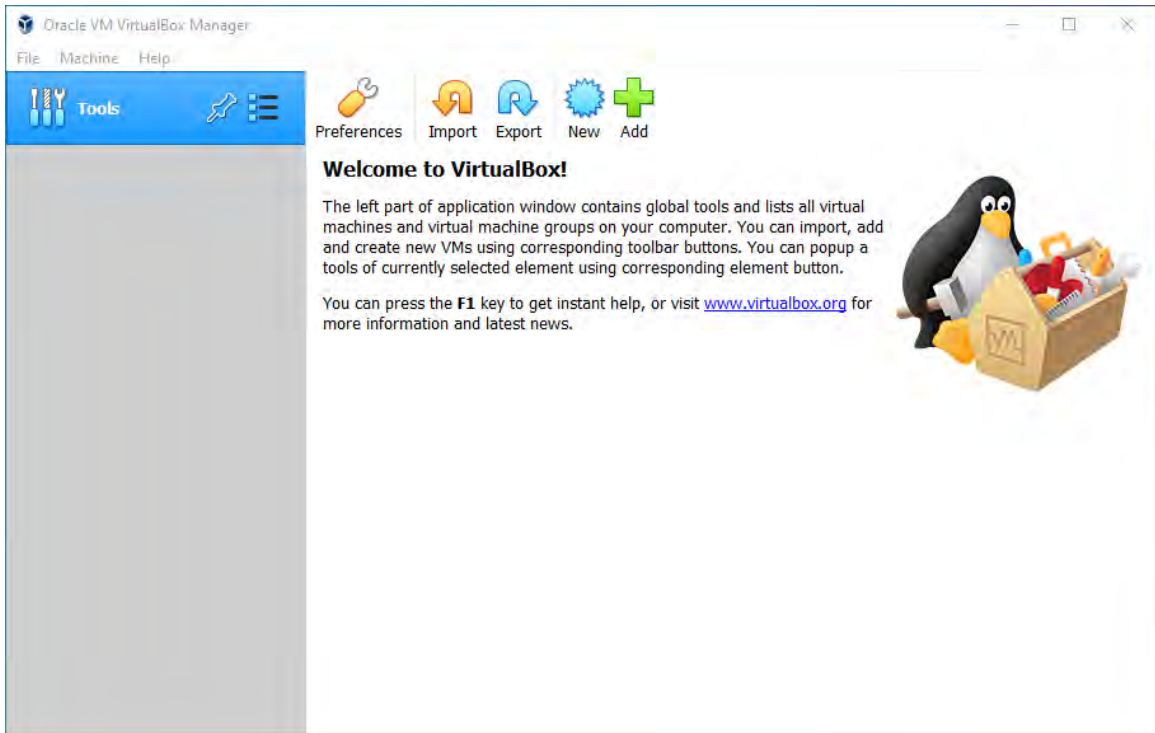 Oracle VM VirtualBox Manager
File Machine Help
Tools
Preferences Import Export New Add
Welcome to VirtualBox!
The left part of application window contains global tools and lists all virtual
machines and virtual machine groups on your computer. You can import, add
and create new VMs using corresponding toolbar buttons. You can popup a
tools of currently selected element using corresponding element button.
You can press the F1 key to get instant help, or visit www.virtualbox.org for
more information and latest news.
VM